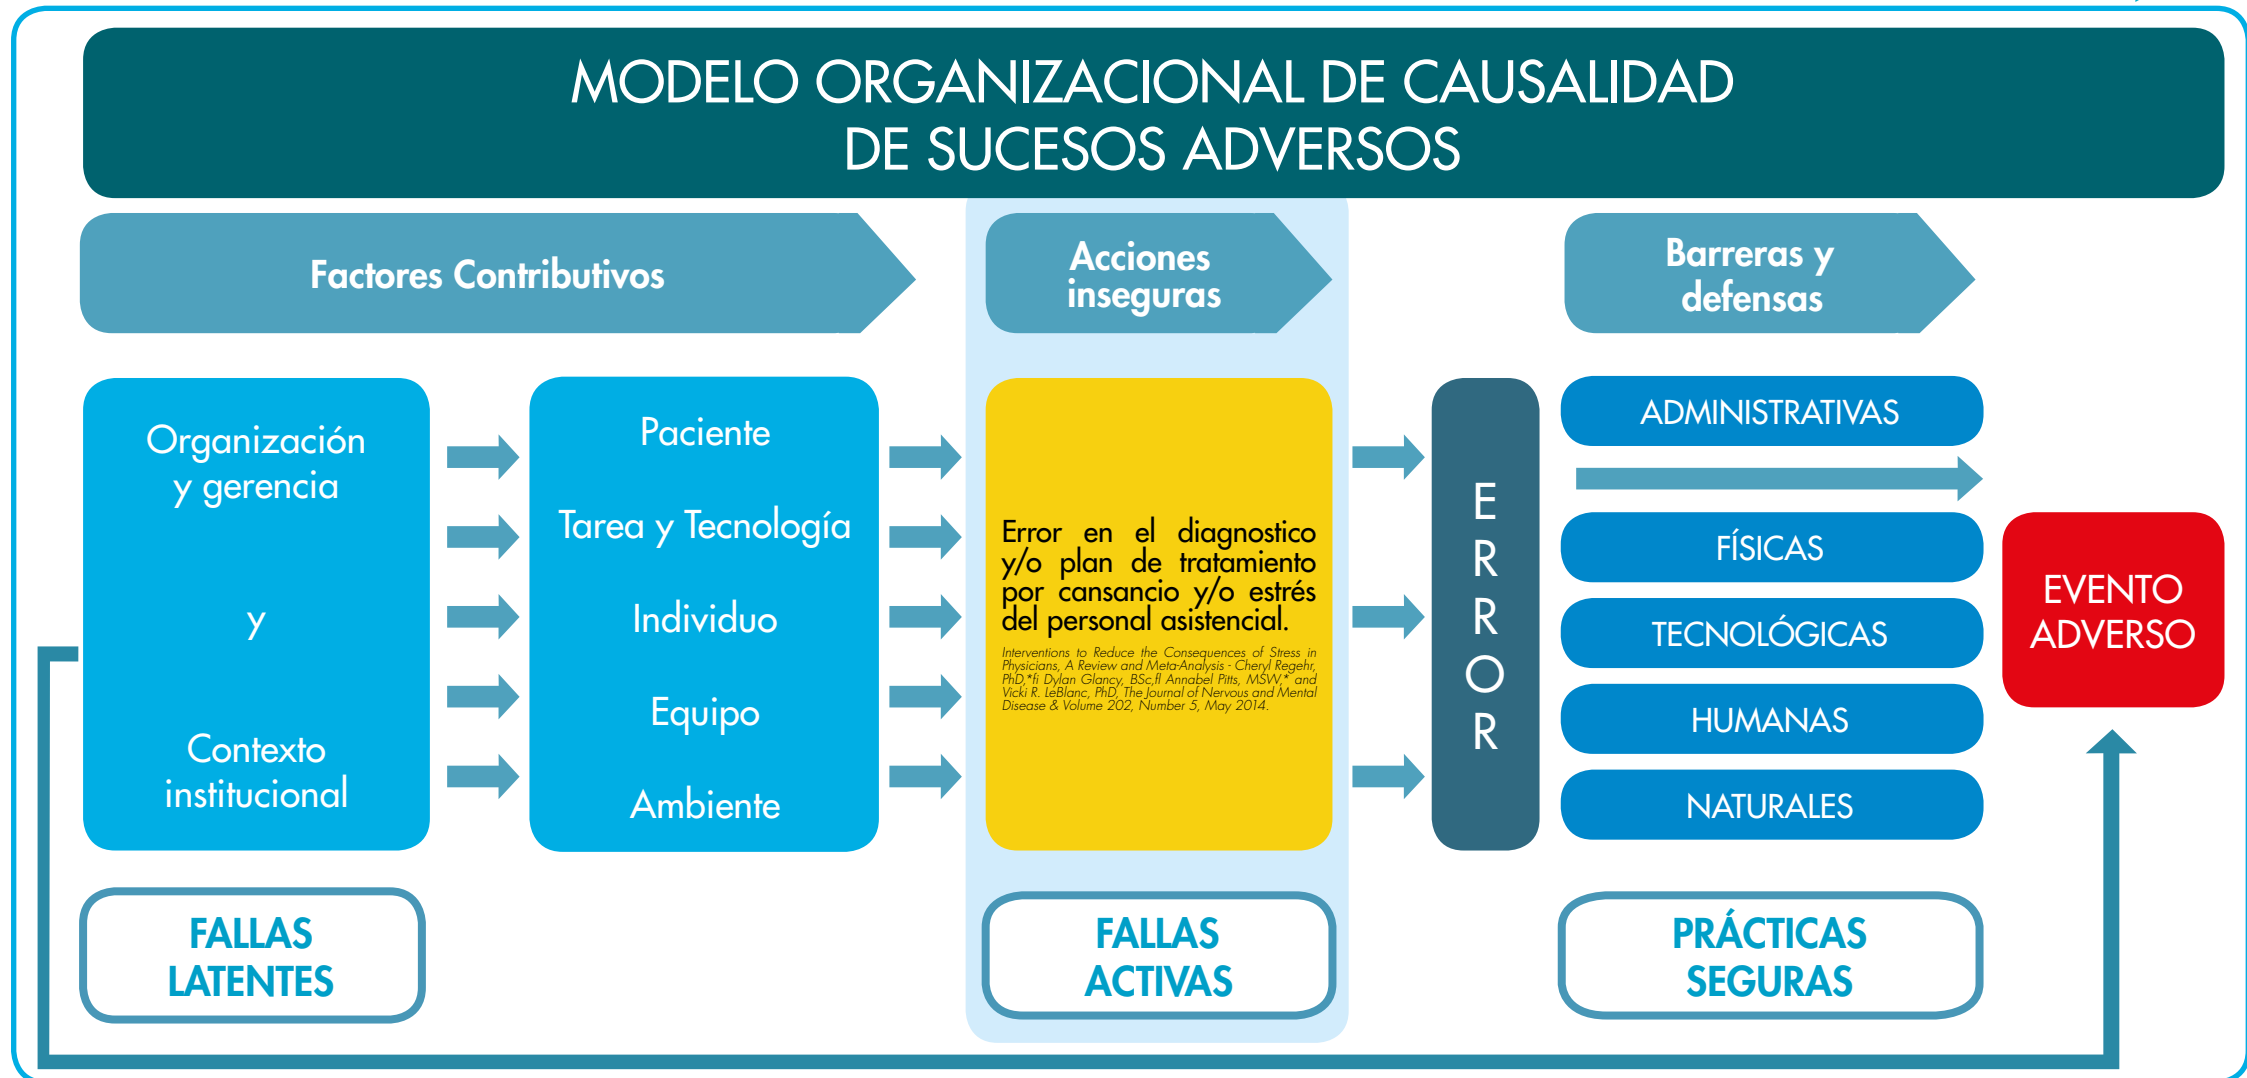 MODELO ORGANIZACIONAL DE CAUSALIDAD
DE SUCESOS ADVERSOS
Factores Contributivos
Acciones
inseguras
Barreras y
defensas
Organización
y gerencia
y
Contexto
institucional
Paciente
Tarea y Tecnología
Individuo
Equipo
Ambiente
Error en el diagnostico
y/o plan de tratamiento
por cansancio y/o estrés
del personal asistencial.
Interventions to Reduce the Consequences of Stress in
Physicians, A Review and Meta-Analysis - Cheryl Regehr,
PhD,*fi Dylan Glancy, BSc,fl Annabel Pitts, MSW,* and
Vicki R. LeBlanc, PhD, The Journal of Nervous and Mental
Disease & Volume 202, Number 5, May 2014.
E
R
R
O
R
ADMINISTRATIVAS
FÍSICAS
TECNOLÓGICAS
HUMANAS
NATURALES
EVENTO
ADVERSO
FALLAS
LATENTES
FALLAS
ACTIVAS
PRÁCTICAS
SEGURAS